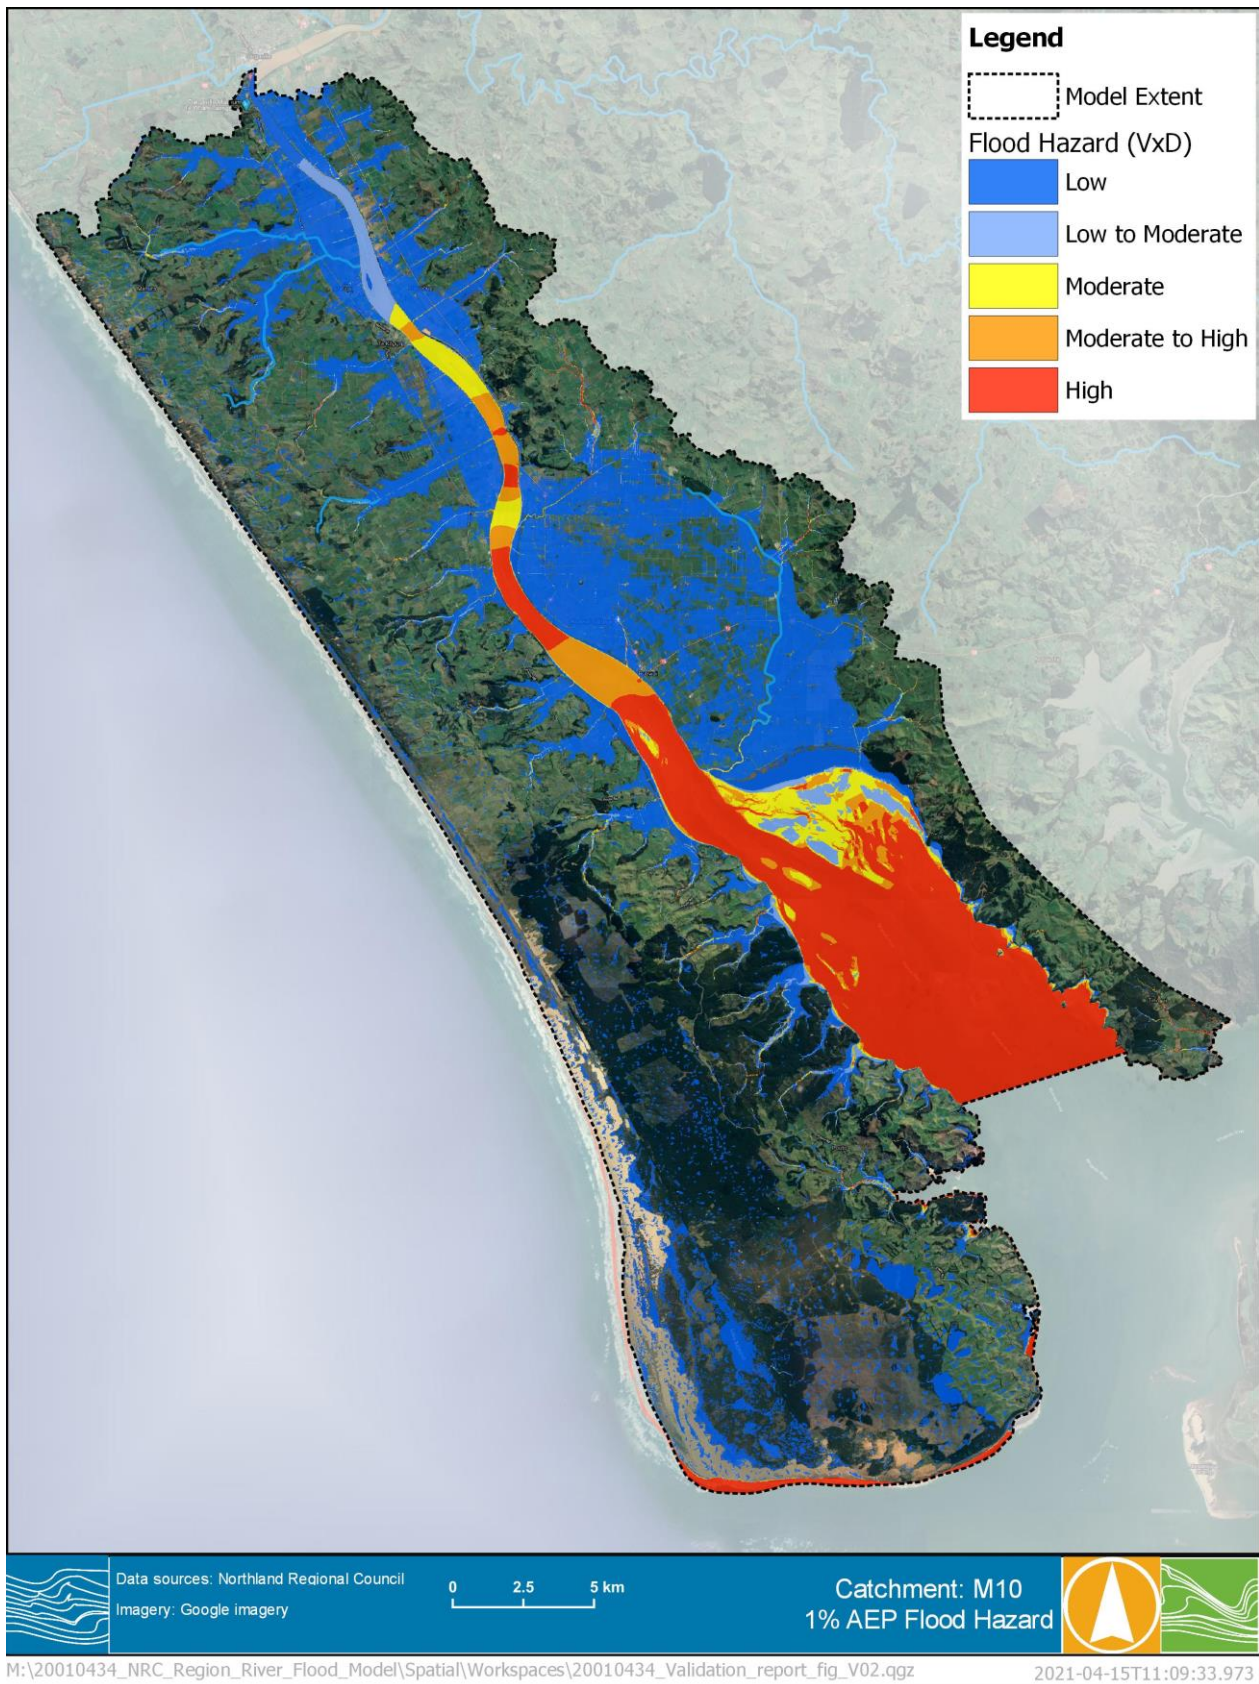 Legend
Model Extent
Flood Hazard (VxD)
Low
Low to Moderate
Moderate
Moderate to High
High
Data sources: Northland Regional Council
Imagery: Google imagery
0 2.5 5 km
Catchment: M10
1% AEP Flood Hazard
M:\20010434_NRC_Region_River_Flood_Model\Spatial\Workspaces\20010434_Validation_report_fig_V02.qgz
2021-04-15T11:09:33.973